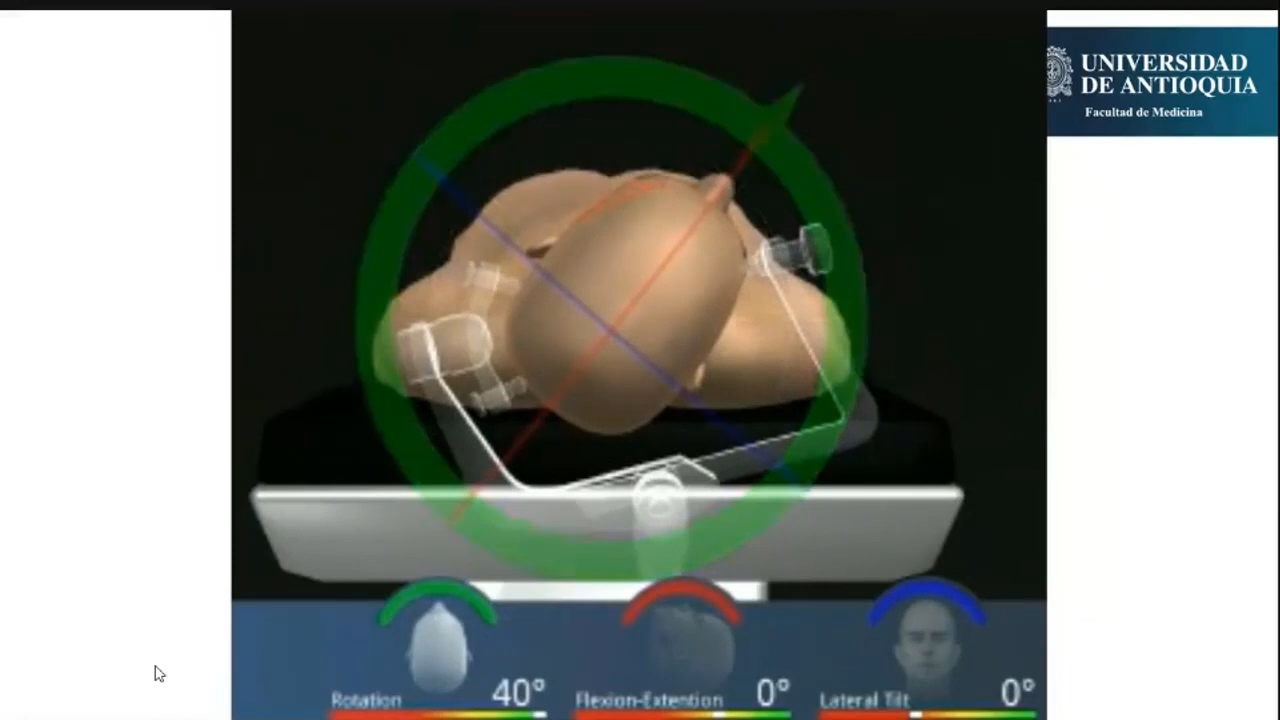 UNIVERSIDAD
DE ANTIOQUIA
Facultad de Medicina
Rotation 40°
Flexion-Extention 0°
Lateral Tilt 0°